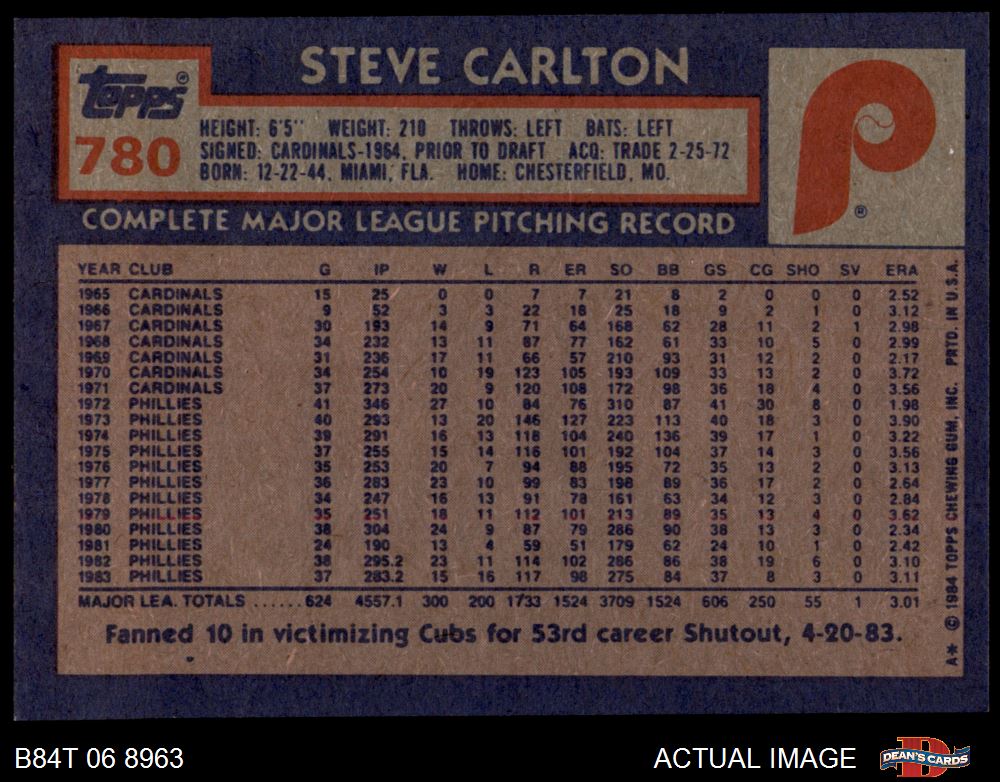 STEVE CARLTON
Topps®
780
HEIGHT: 6'5" WEIGHT: 210 THROWS: LEFT BATS: LEFT
SIGNED: CARDINALS-1964, PRIOR TO DRAFT ACQ: TRADE 2-25-72
BORN: 12-22-44, MIAMI, FLA. HOME: CHESTERFIELD, MO.
P ®
COMPLETE MAJOR LEAGUE PITCHING RECORD
YEAR CLUB G IP W L R ER SO BB GS CG SHO SV ERA
1965 CARDINALS 15 25 0 0 7 7 21 8 2 0 0 0 2.52
1966 CARDINALS 9 52 3 3 22 18 25 18 9 2 1 0 3.12
1967 CARDINALS 30 193 14 9 71 64 168 62 28 11 2 1 2.98
1968 CARDINALS 34 232 13 11 87 77 162 61 33 10 5 0 2.99
1969 CARDINALS 31 236 17 11 66 57 210 93 31 12 2 0 2.17
1970 CARDINALS 34 254 10 19 123 105 193 109 33 13 2 0 3.72
1971 CARDINALS 37 273 20 9 120 108 172 98 36 18 4 0 3.56
1972 PHILLIES 41 346 27 10 84 76 310 87 41 30 8 0 1.98
1973 PHILLIES 40 293 13 20 146 127 223 113 40 18 3 0 3.90
1974 PHILLIES 39 291 16 13 118 104 240 136 39 17 1 0 3.22
1975 PHILLIES 37 255 15 14 116 101 192 104 37 14 3 0 3.56
1976 PHILLIES 35 253 20 7 94 88 195 72 35 13 2 0 3.13
1977 PHILLIES 36 283 23 10 99 83 198 89 36 17 2 0 2.64
1978 PHILLIES 34 247 16 13 91 78 161 63 34 12 3 0 2.84
1979 PHILLIES 35 251 18 11 112 101 213 89 35 13 4 0 3.62
1980 PHILLIES 38 304 24 9 87 79 286 90 38 13 3 0 2.34
1981 PHILLIES 24 190 13 4 59 51 179 62 24 10 1 0 2.42
1982 PHILLIES 38 295.2 23 11 114 102 286 86 38 19 6 0 3.10
1983 PHILLIES 37 283.2 15 16 117 98 275 84 37 8 3 0 3.11
MAJOR LEA. TOTALS ...... 624 4557.1 300 200 1733 1524 3709 1524 606 250 55 1 3.01
Fanned 10 in victimizing Cubs for 53rd career Shutout, 4-20-83.
A* © 1984 TOPPS CHEWING GUM, INC. PRTD. IN U.S.A.
B84T 06 8963
ACTUAL IMAGE
D
DEAN'S CARDS